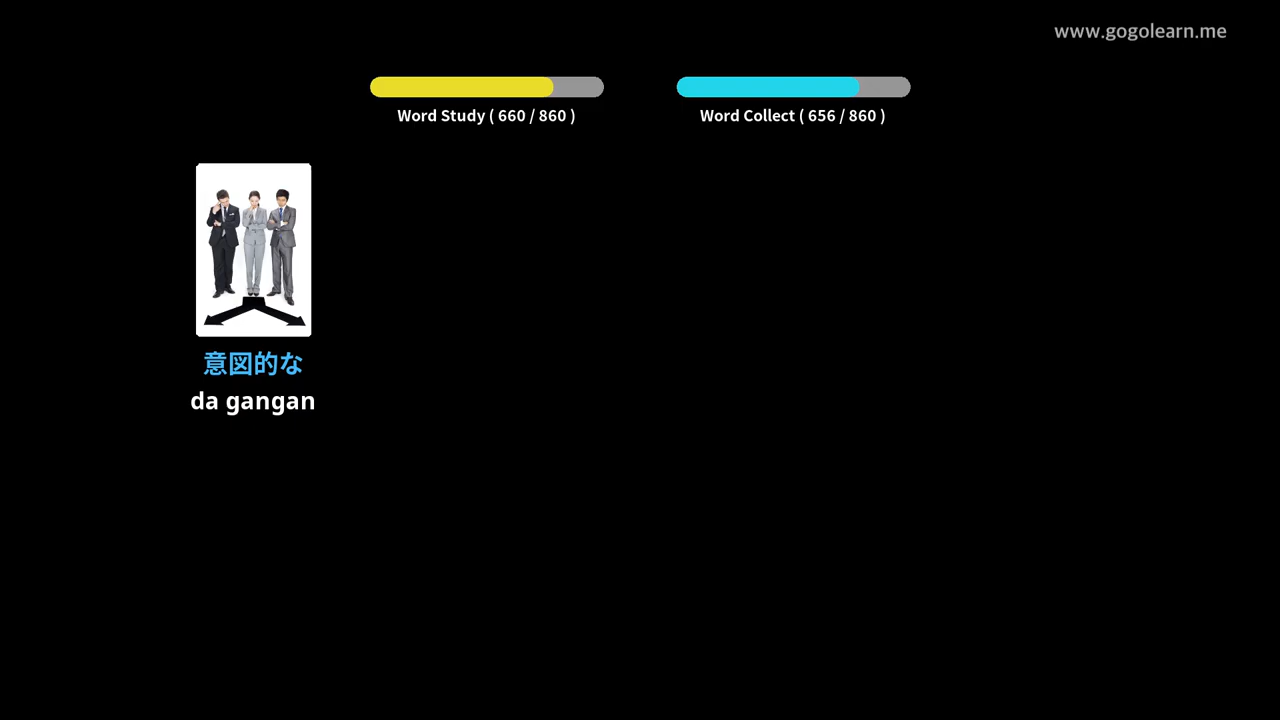 www.gogolearn.me
Word Study ( 660 / 860 )
Word Collect ( 656 / 860 )
意図的な
da gangan